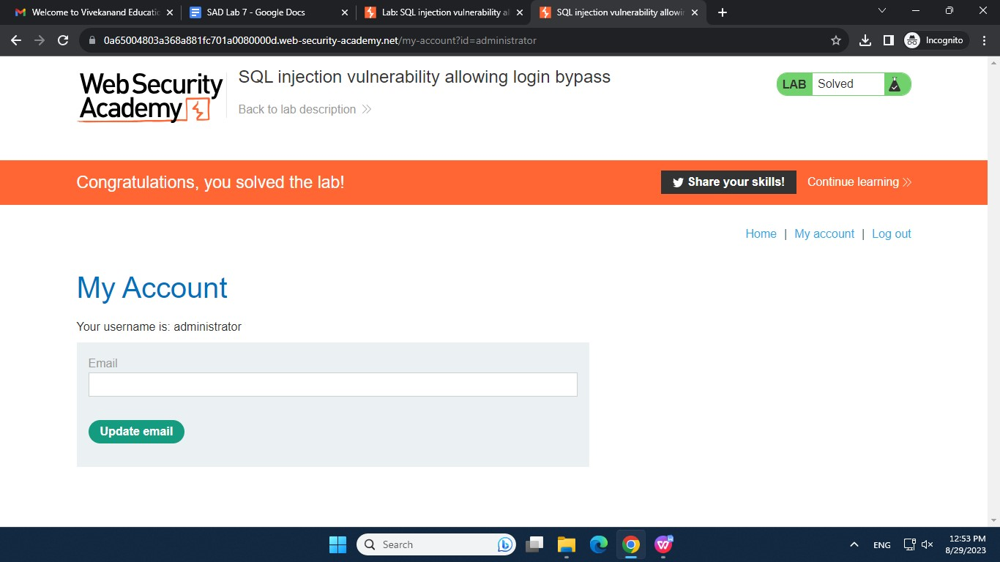 Welcome to Vivekanand Educatio
SAD Lab 7 - Google Docs
Lab: SQL injection vulnerability al
SQL injection vulnerability allowin
0a65004803a368a881fc701a0080000d.web-security-academy.net/my-account?id=administrator
Incognito
WebSecurity
Academy
SQL injection vulnerability allowing login bypass
Back to lab description
LAB Solved
Congratulations, you solved the lab!
Share your skills!
Continue learning
Home | My account | Log out
My Account
Your username is: administrator
Email
Update email
Search
ENG
12:53 PM
8/29/2023